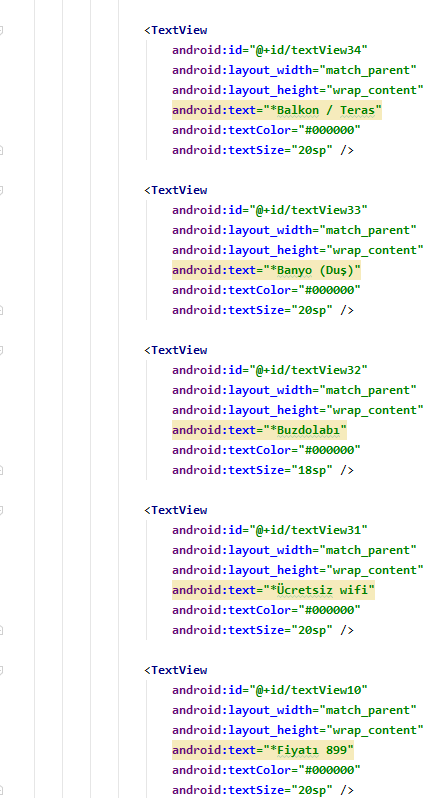 <TextView
android:id="@+id/textView34"
android:layout_width="match_parent"
android:layout_height="wrap_content"
android:text="*Balkon / Teras"
android:textColor="#000000"
android:textSize="20sp" />
<TextView
android:id="@+id/textView33"
android:layout_width="match_parent"
android:layout_height="wrap_content"
android:text="*Banyo (Duş)"
android:textColor="#000000"
android:textSize="20sp" />
<TextView
android:id="@+id/textView32"
android:layout_width="match_parent"
android:layout_height="wrap_content"
android:text="*Buzdolabı"
android:textColor="#000000"
android:textSize="18sp" />
<TextView
android:id="@+id/textView31"
android:layout_width="match_parent"
android:layout_height="wrap_content"
android:text="*Ücretsiz wifi"
android:textColor="#000000"
android:textSize="20sp" />
<TextView
android:id="@+id/textView10"
android:layout_width="match_parent"
android:layout_height="wrap_content"
android:text="*Fiyatı 899"
android:textColor="#000000"
android:textSize="20sp" />